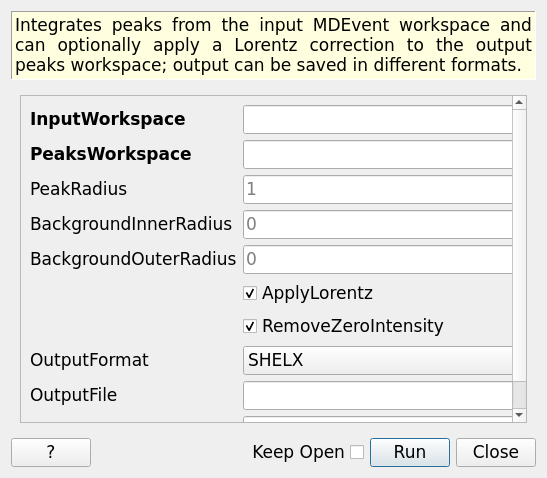 Integrates peaks from the input MDEvent workspace and
can optionally apply a Lorentz correction to the output
peaks workspace; output can be saved in different formats.
InputWorkspace
PeaksWorkspace
PeakRadius 1
BackgroundInnerRadius 0
BackgroundOuterRadius 0
ApplyLorentz
RemoveZeroIntensity
OutputFormat SHELX
OutputFile
? Keep Open Run Close